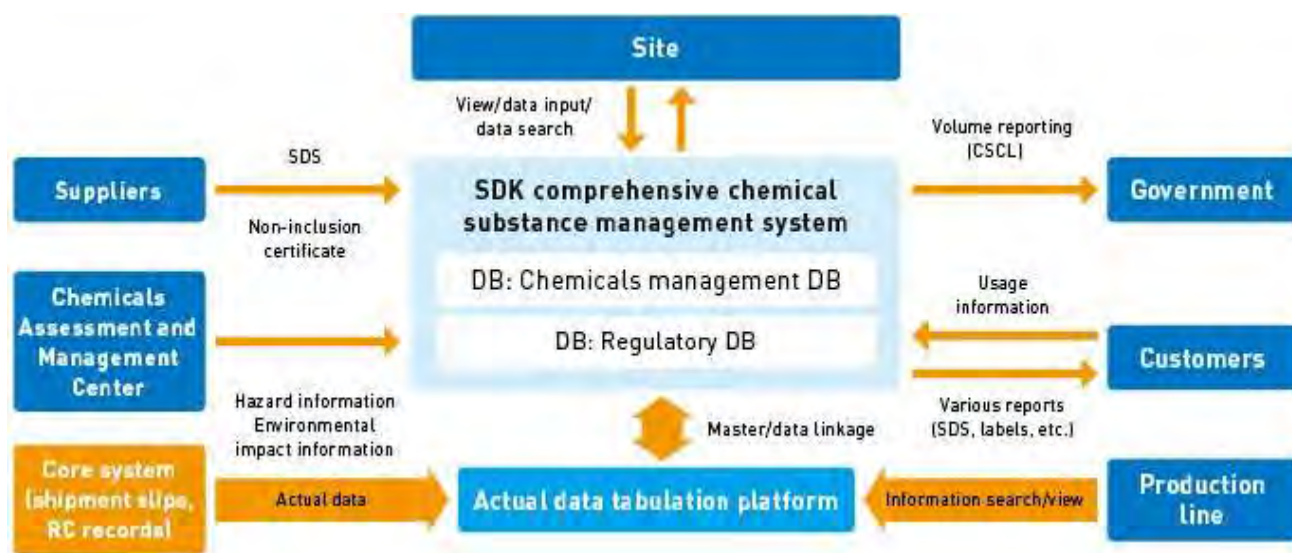 Site
View/data input/
data search
SDS
Suppliers
Non-inclusion
certificate
SDK comprehensive chemical
substance management system
DB: Chemicals management DB
DB: Regulatory DB
Volume reporting
(CSCL)
Government
Chemicals
Assessment and
Management
Center
Usage
information
Customers
Hazard information
Environmental
impact information
Master/data linkage
Various reports
(SDS, labels, etc.)
Core system
(shipment slips,
RC records)
Actual data
Actual data tabulation platform
Information search/view
Production
line